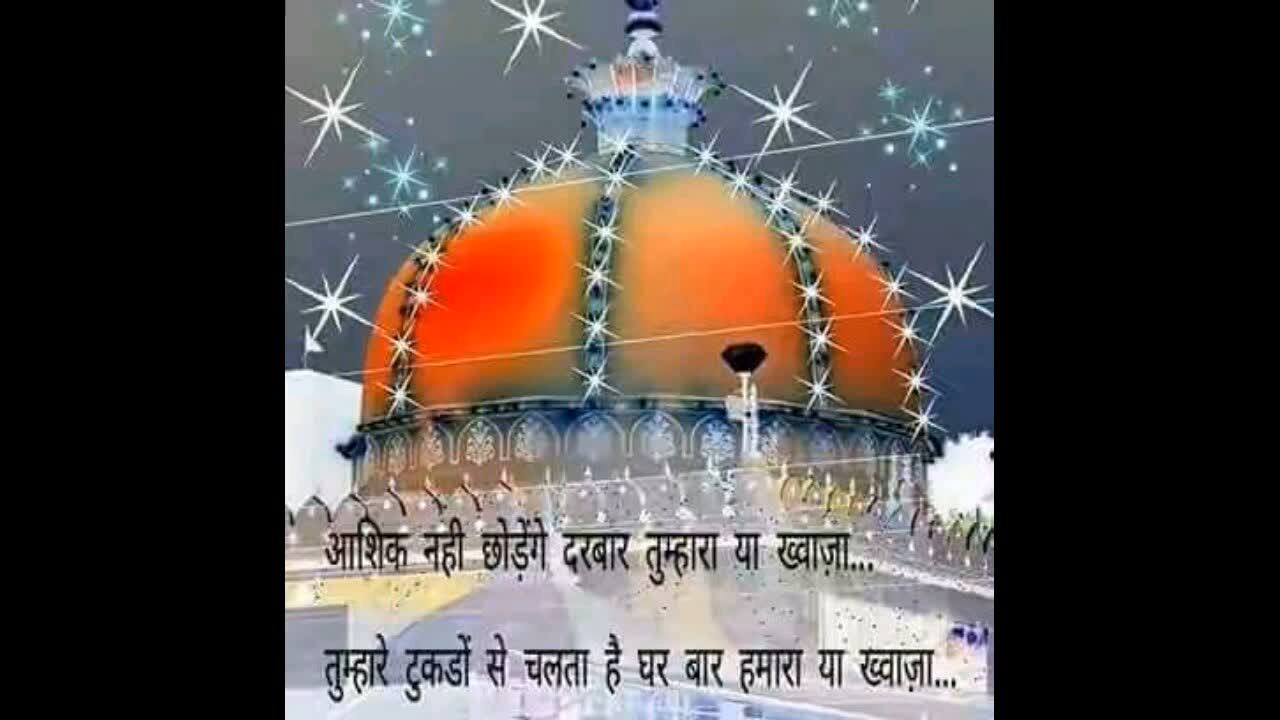 आशिक नही छोड़ेंगे दरबार तुम्हारा या ख्वाज़ा...
तुम्हारे टुकडों से चलता है घर बार हमारा या ख्वाज़ा...